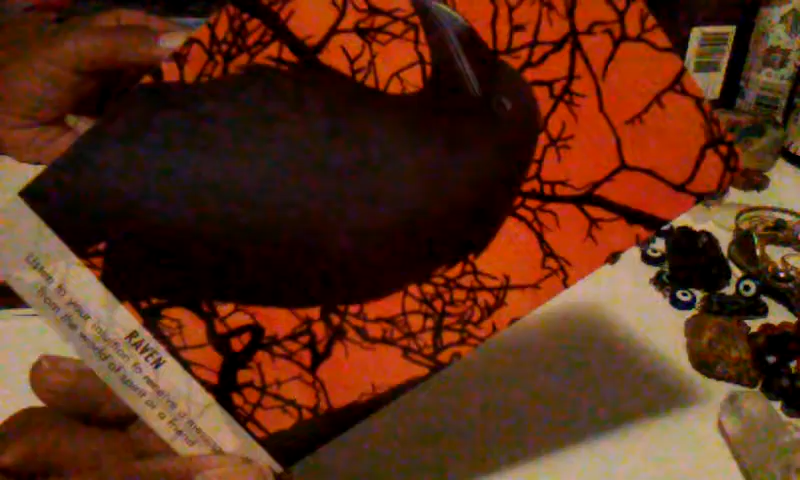 RAVEN
Listen to your intuition to receive a message
from the world of spirit or a friend